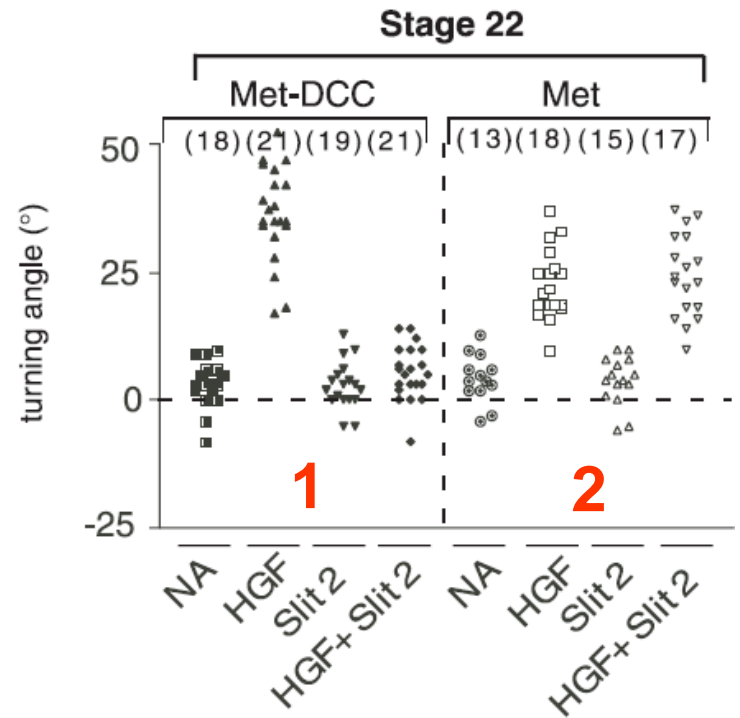 Stage 22
Met-DCC Met
50 (18) (21) (19) (21) (13) (18) (15) (17)
turning angle (°)
25
0
1 2
-25
NA HGF Slit 2 HGF+ Slit 2 NA HGF Slit 2 HGF+ Slit 2